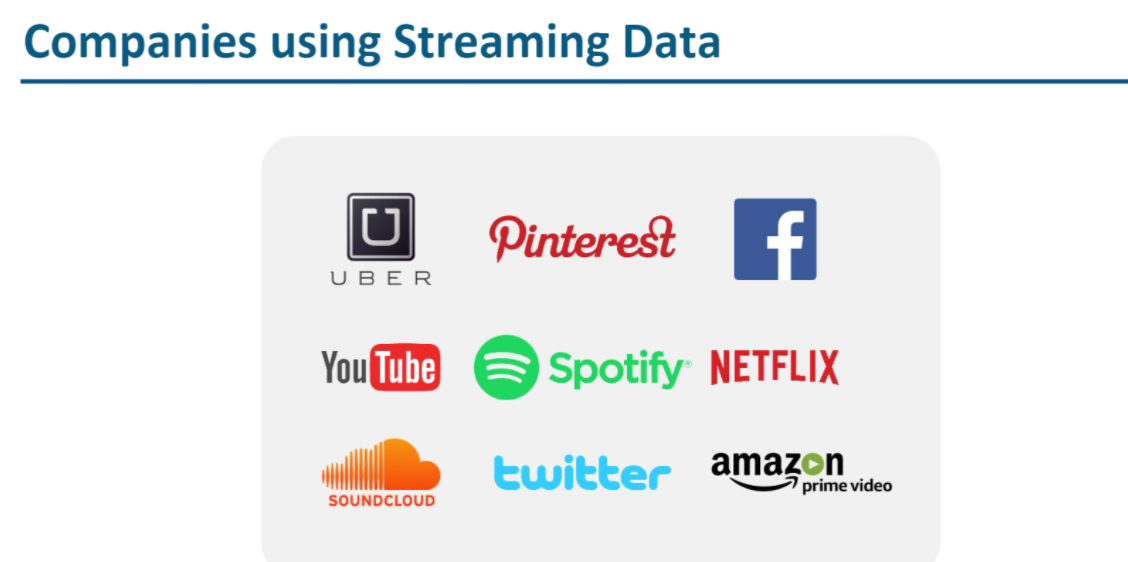 Companies using Streaming Data
UBER
Pinterest
f
YouTube
Spotify®
NETFLIX
SOUNDCLOUD
twitter
amazon
prime video